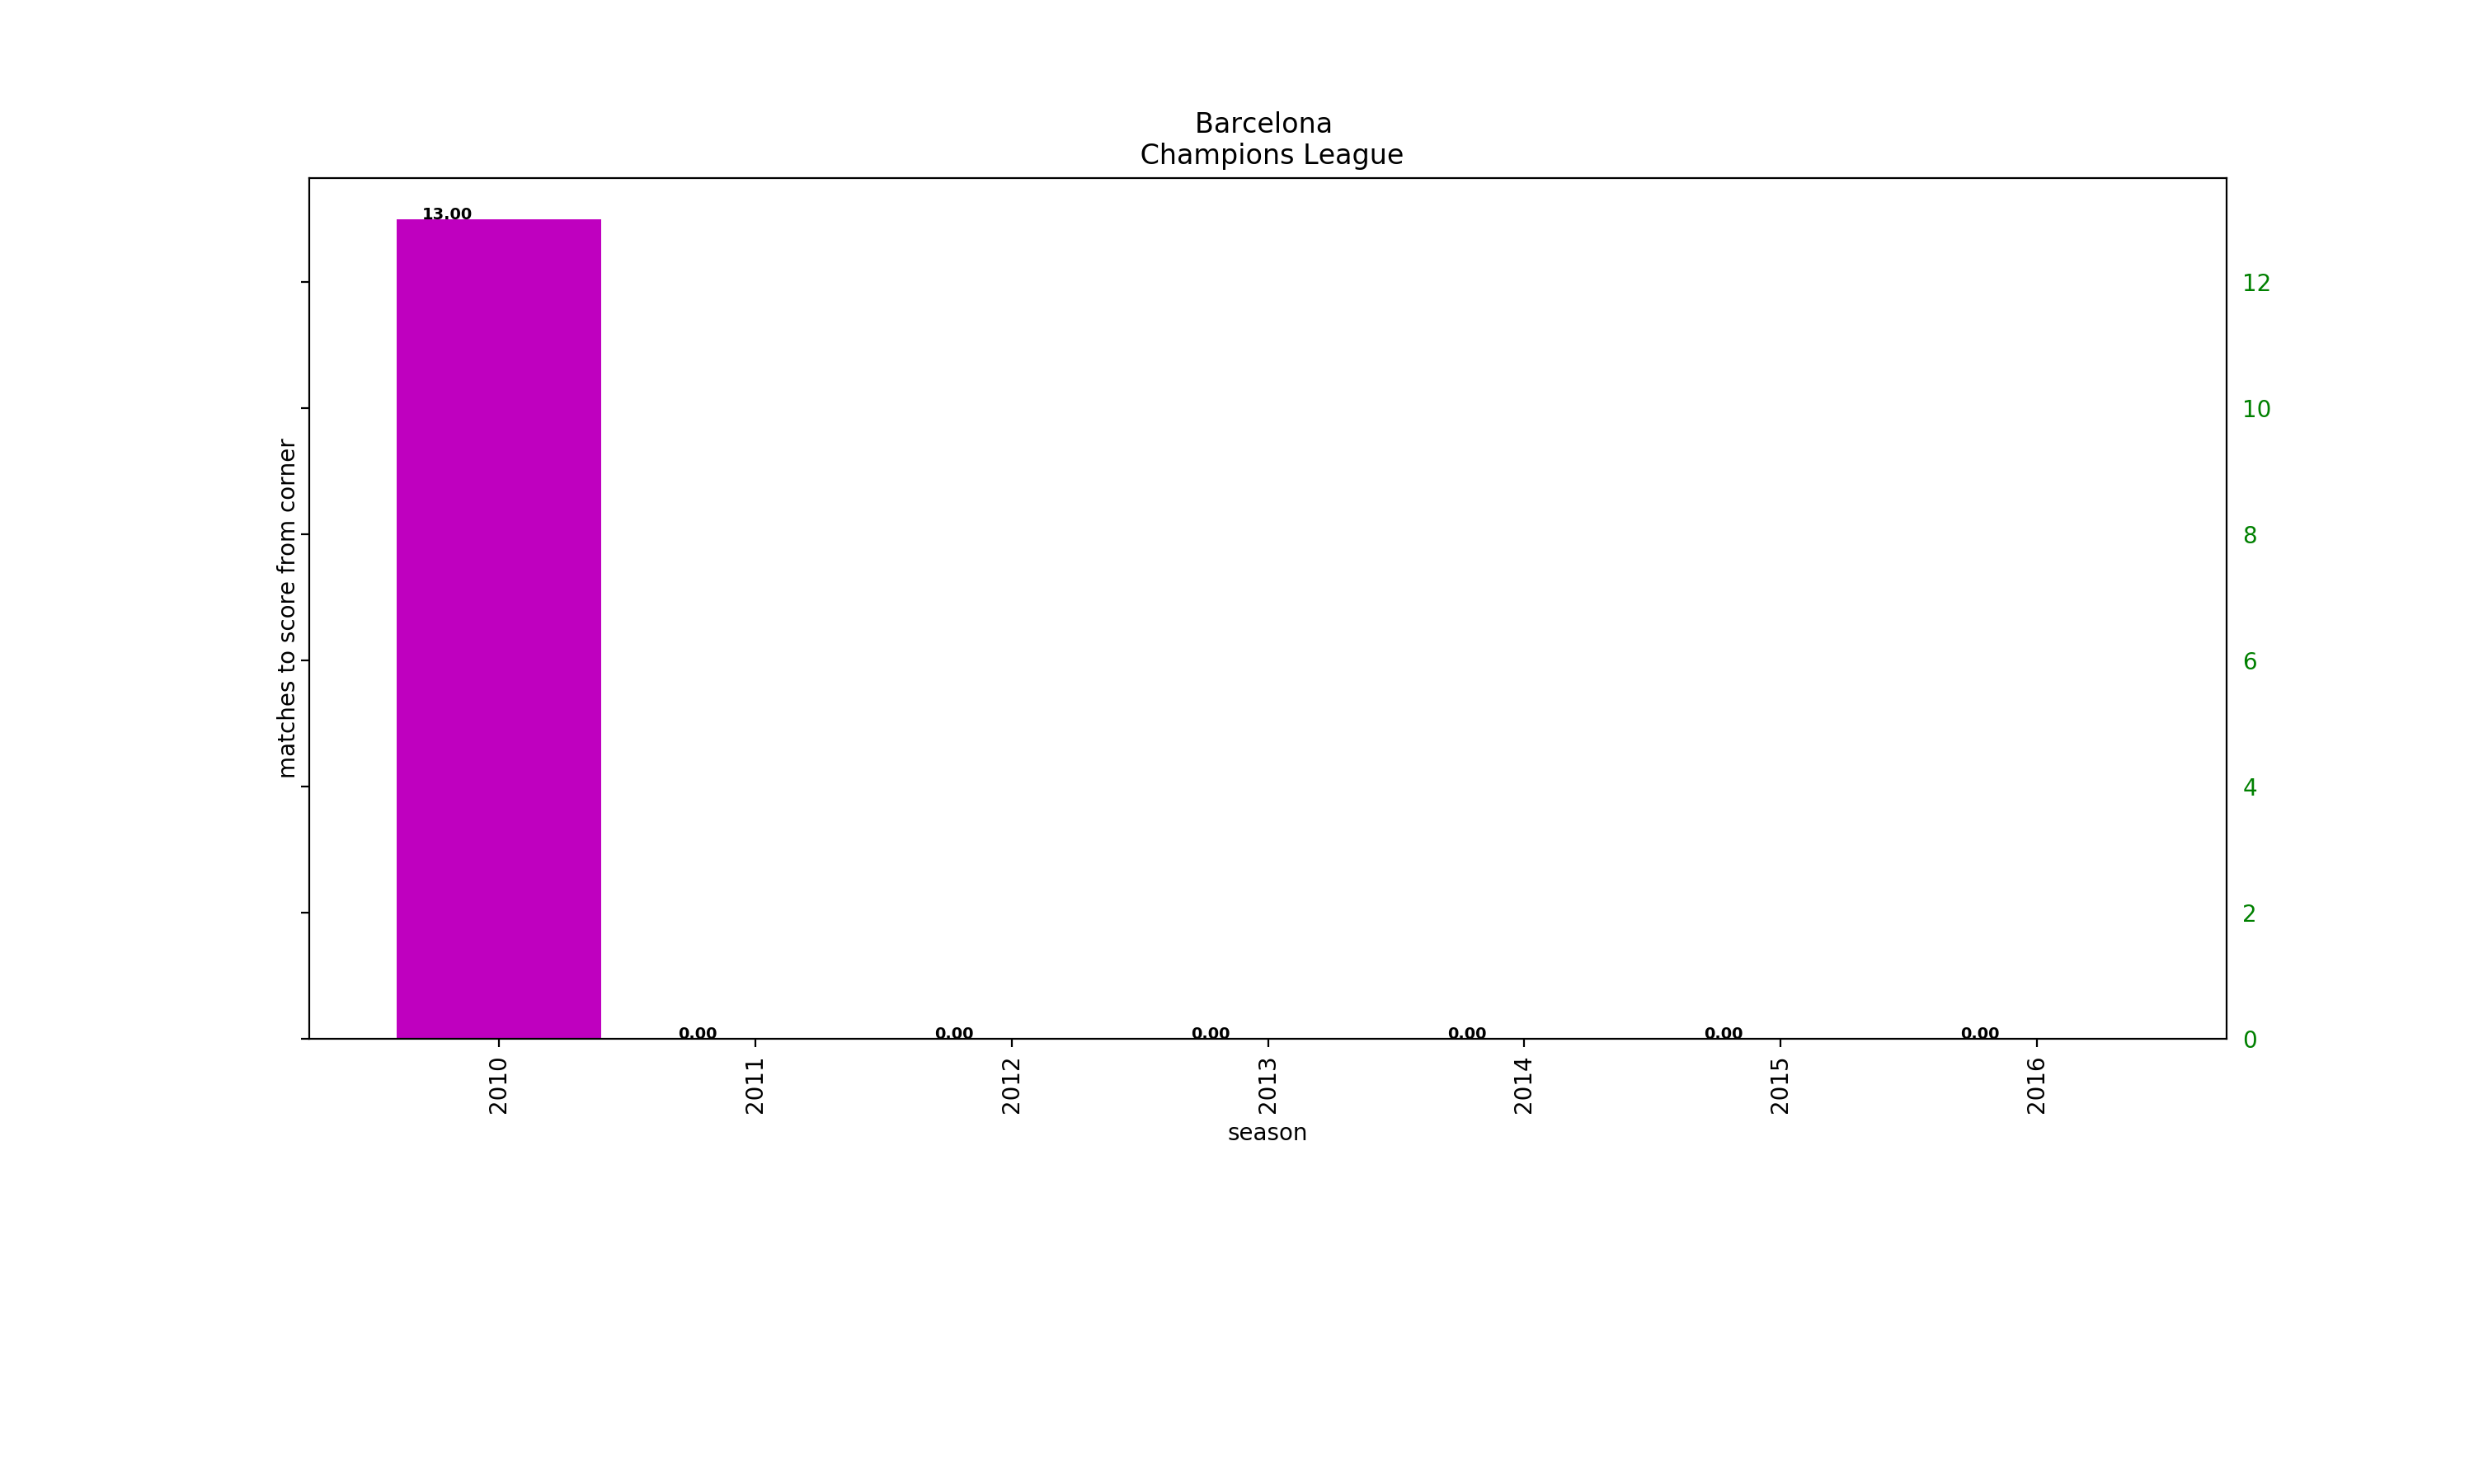 Barcelona
Champions League
13.00
matches to score from corner
12
10
8
6
4
2
0
0.00 0.00 0.00 0.00 0.00 0.00
2010 2011 2012 2013 2014 2015 2016
season